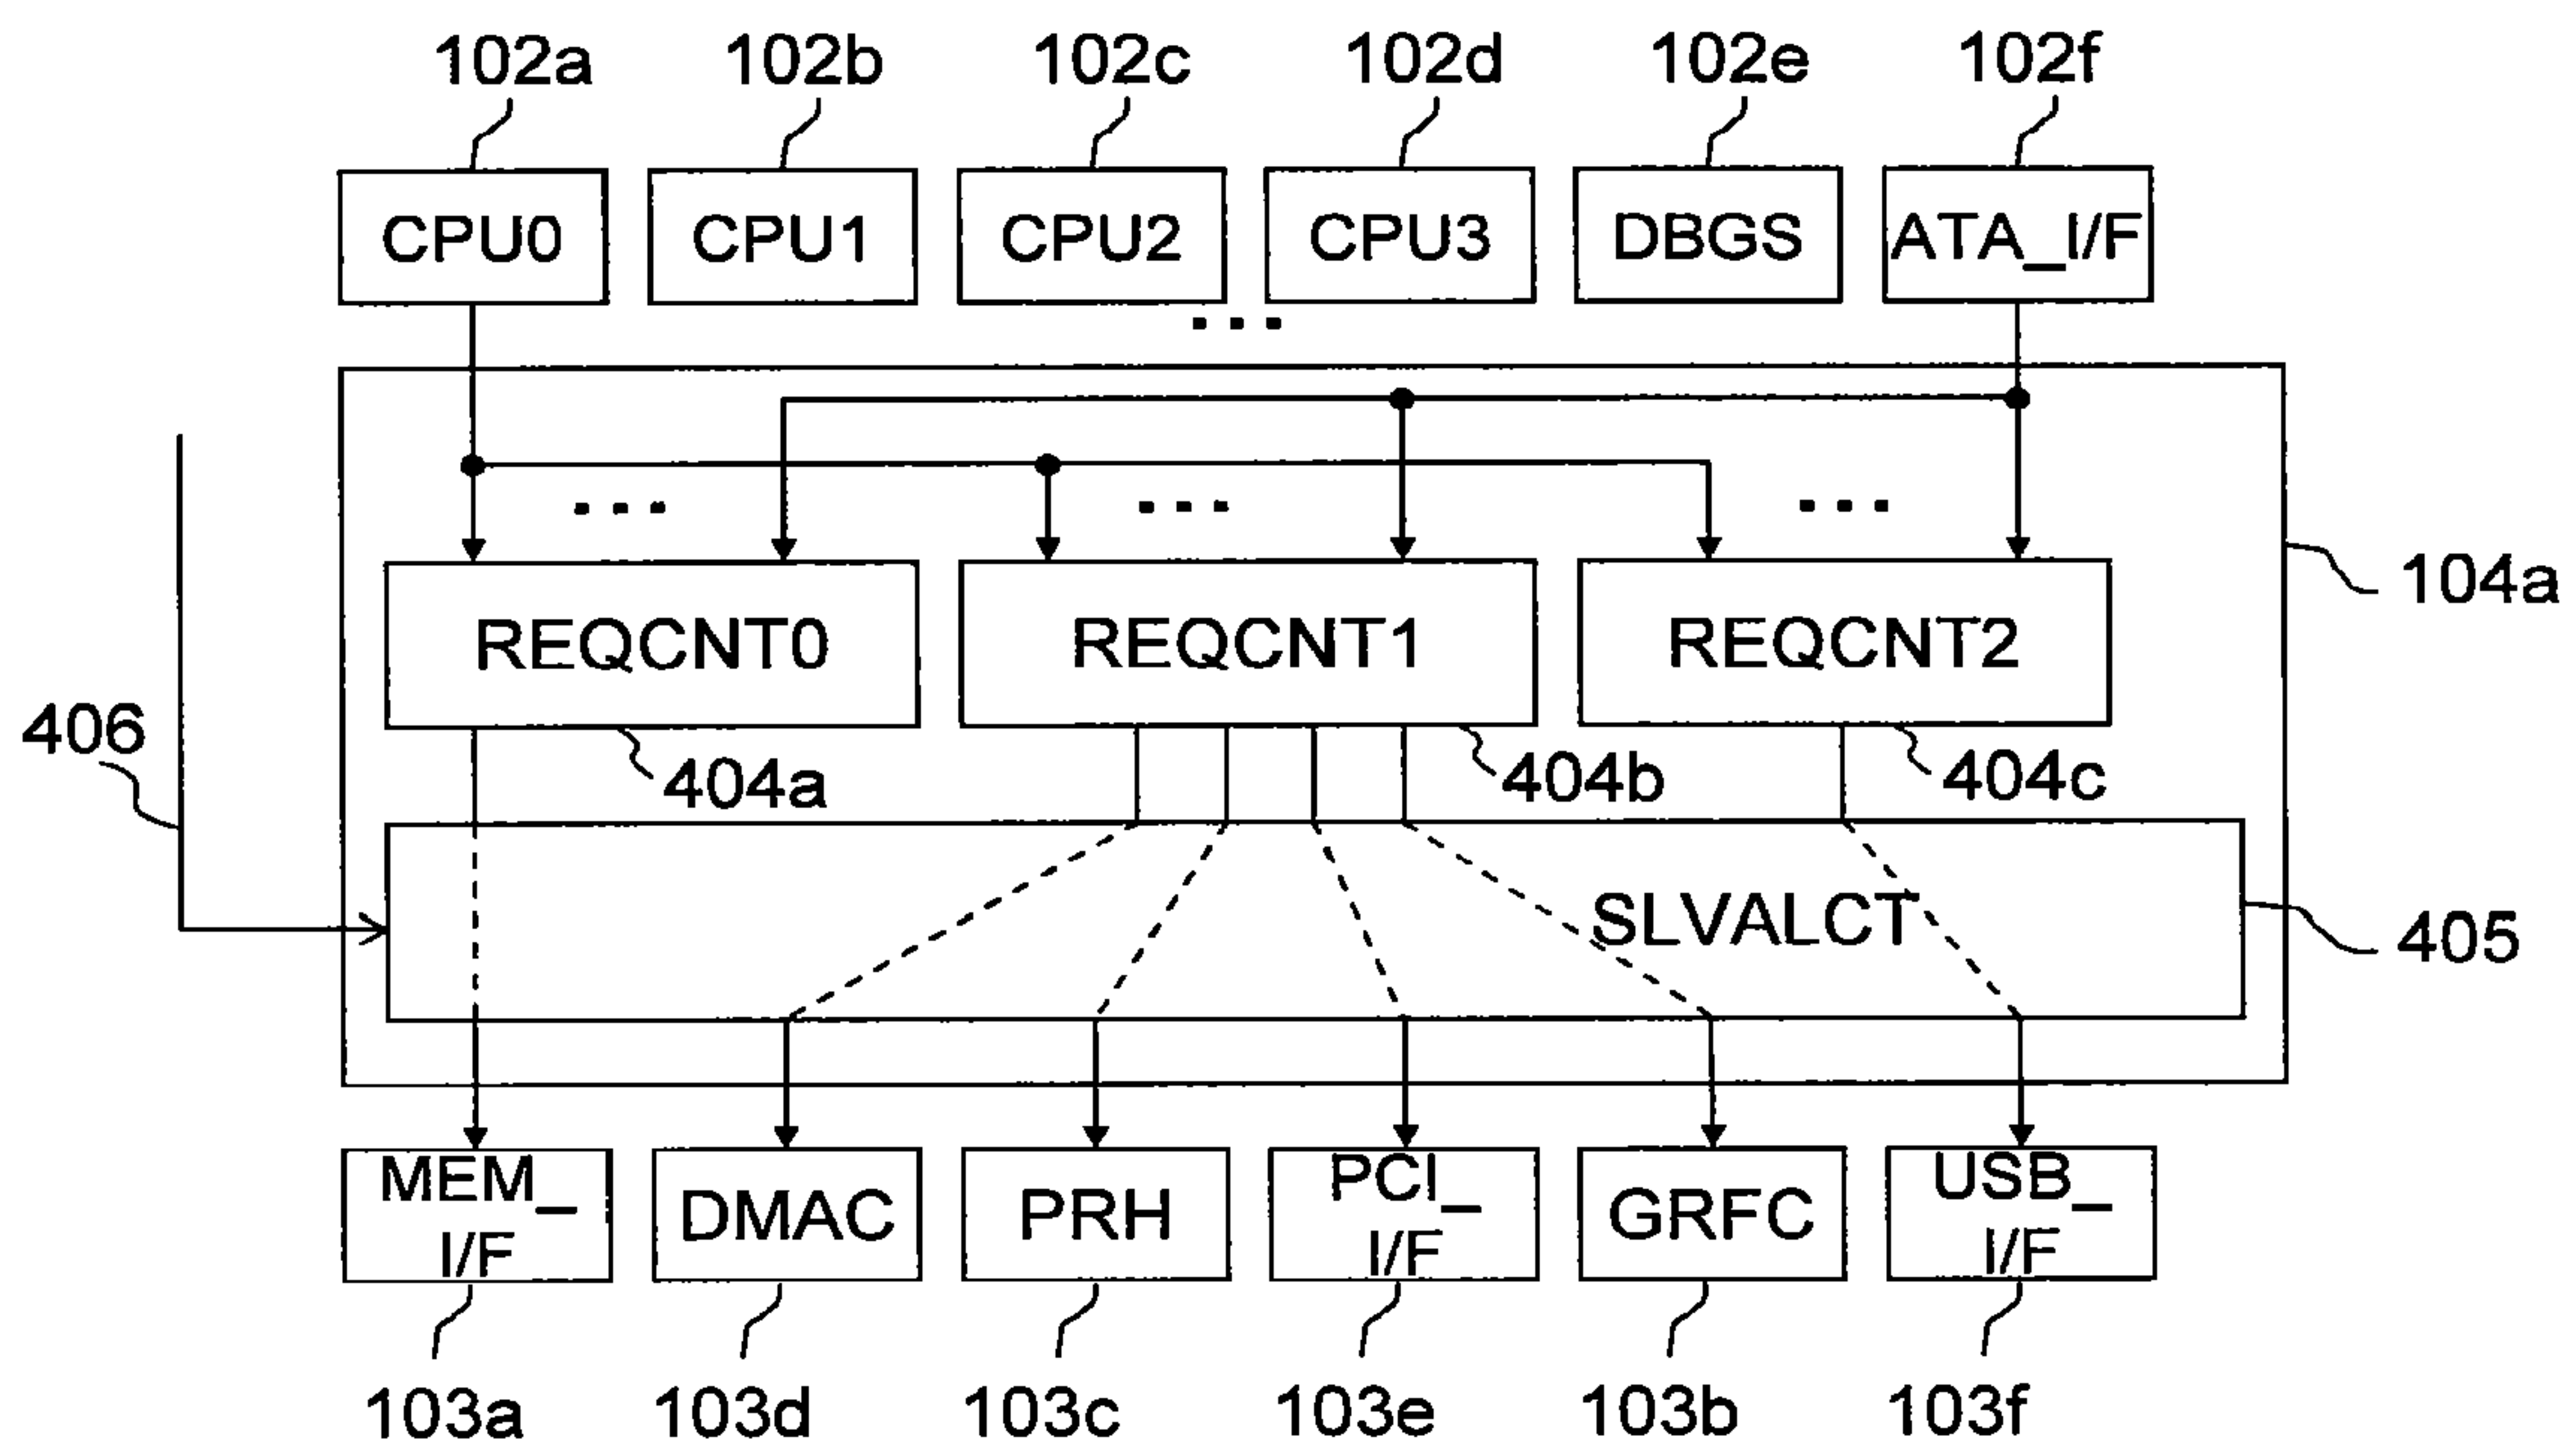 102a 102b 102c 102d 102e 102f
CPU0 CPU1 CPU2 CPU3 DBGS ATA_I/F
...
... ... ...
REQCNT0 REQCNT1 REQCNT2
104a
406
404a 404b 404c
SLVALCT
405
MEM_ DMAC PRH PCI_ GRFC USB_
I/F I/F I/F
103a 103d 103c 103e 103b 103f